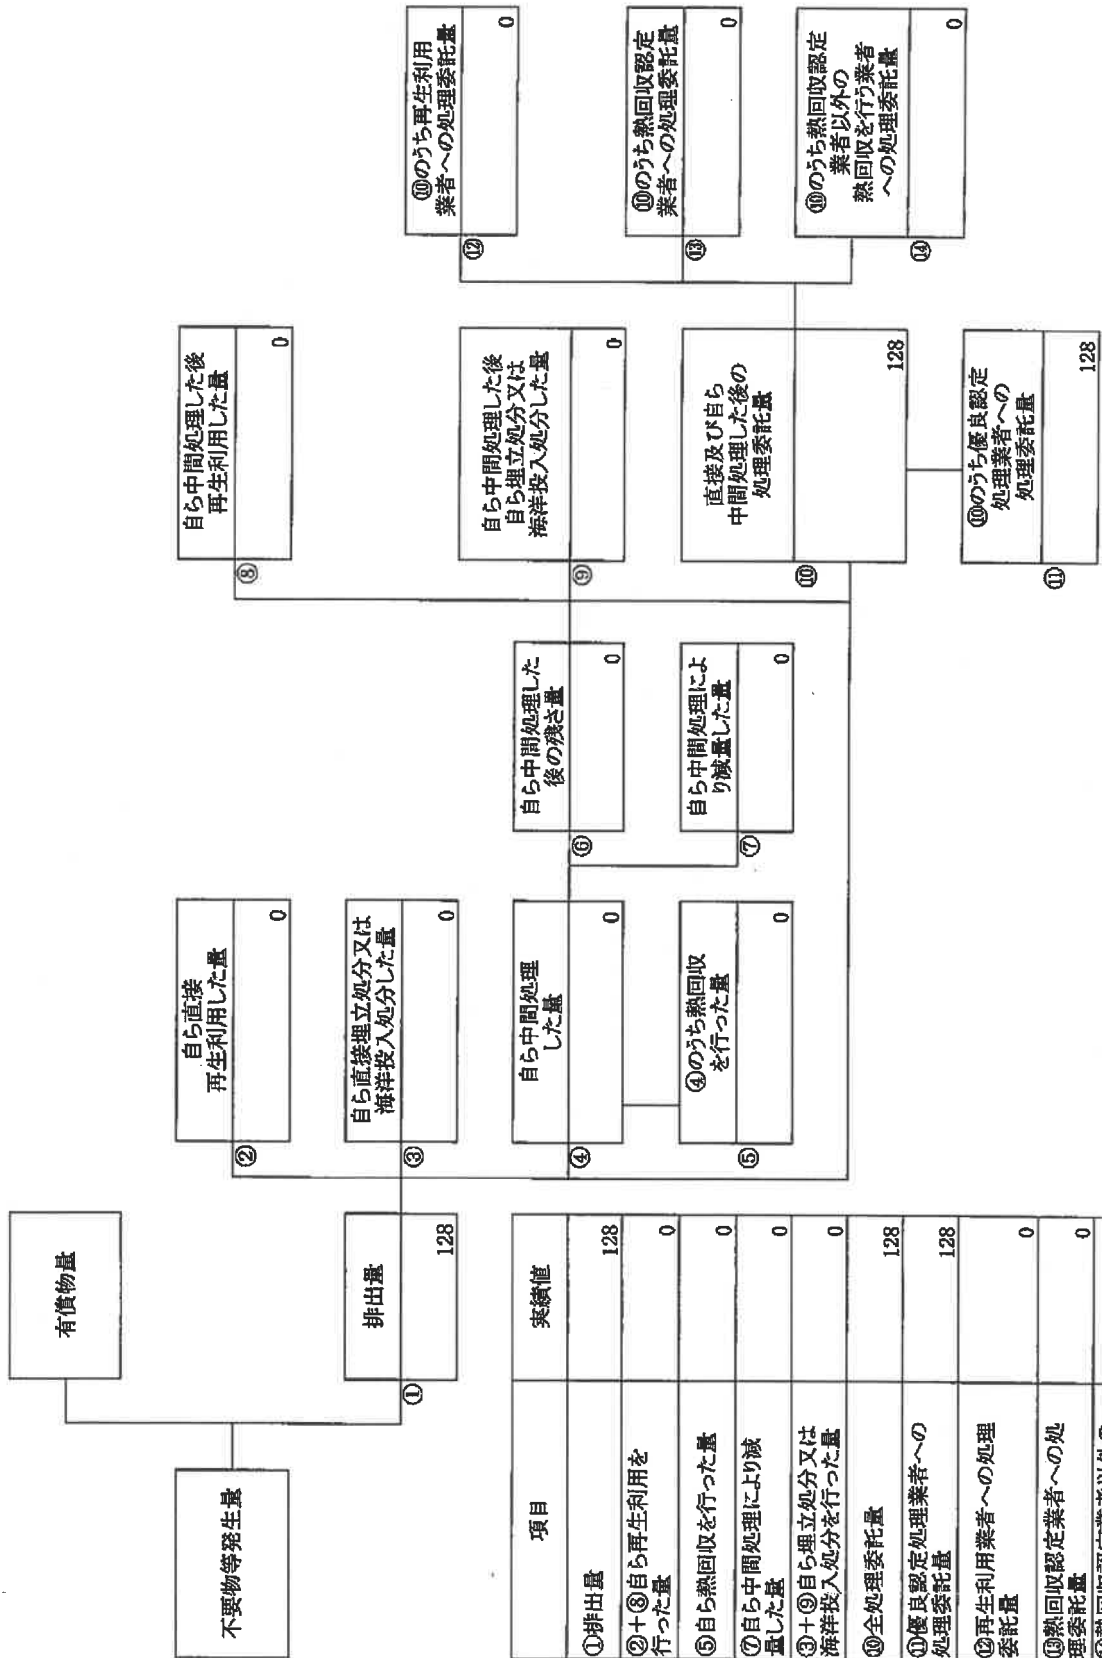 不要物等発生量
有償物量
排出量
①
128
自ら直接
再生利用した量
②
0
自ら直接埋立処分又は
海洋投入処分した量
③
0
自ら中間処理
した量
④
0
④のうち熱回収
を行った量
⑤
0
自ら中間処理した
後の残さ量
⑥
0
自ら中間処理によ
り減量した量
⑦
0
自ら中間処理した後
再生利用した量
⑧
0
自ら中間処理した後
自ら埋立処分又は
海洋投入処分した量
⑨
0
直接及び自ら
中間処理した後の
処理委託量
⑩
128
⑩のうち優良認定
処理業者への
処理委託量
⑪
128
⑩のうち再生利用
業者への処理委託量
⑫
0
⑩のうち熱回収認定
業者への処理委託量
⑬
0
⑩のうち熱回収認定
業者以外の
熱回収を行う業者
への処理委託量
⑭
0
項目 実績値
①排出量 128
②+⑧自ら再生利用を
行った量 0
⑤自ら熱回収を行った量 0
⑦自ら中間処理により減
量した量 0
③+⑨自ら埋立処分又は
海洋投入処分を行った量 0
⑩全処理委託量 128
⑪優良認定処理業者への
処理委託量 128
⑫再生利用業者への処理
委託量 0
⑬熱回収認定業者への処
理委託量 0